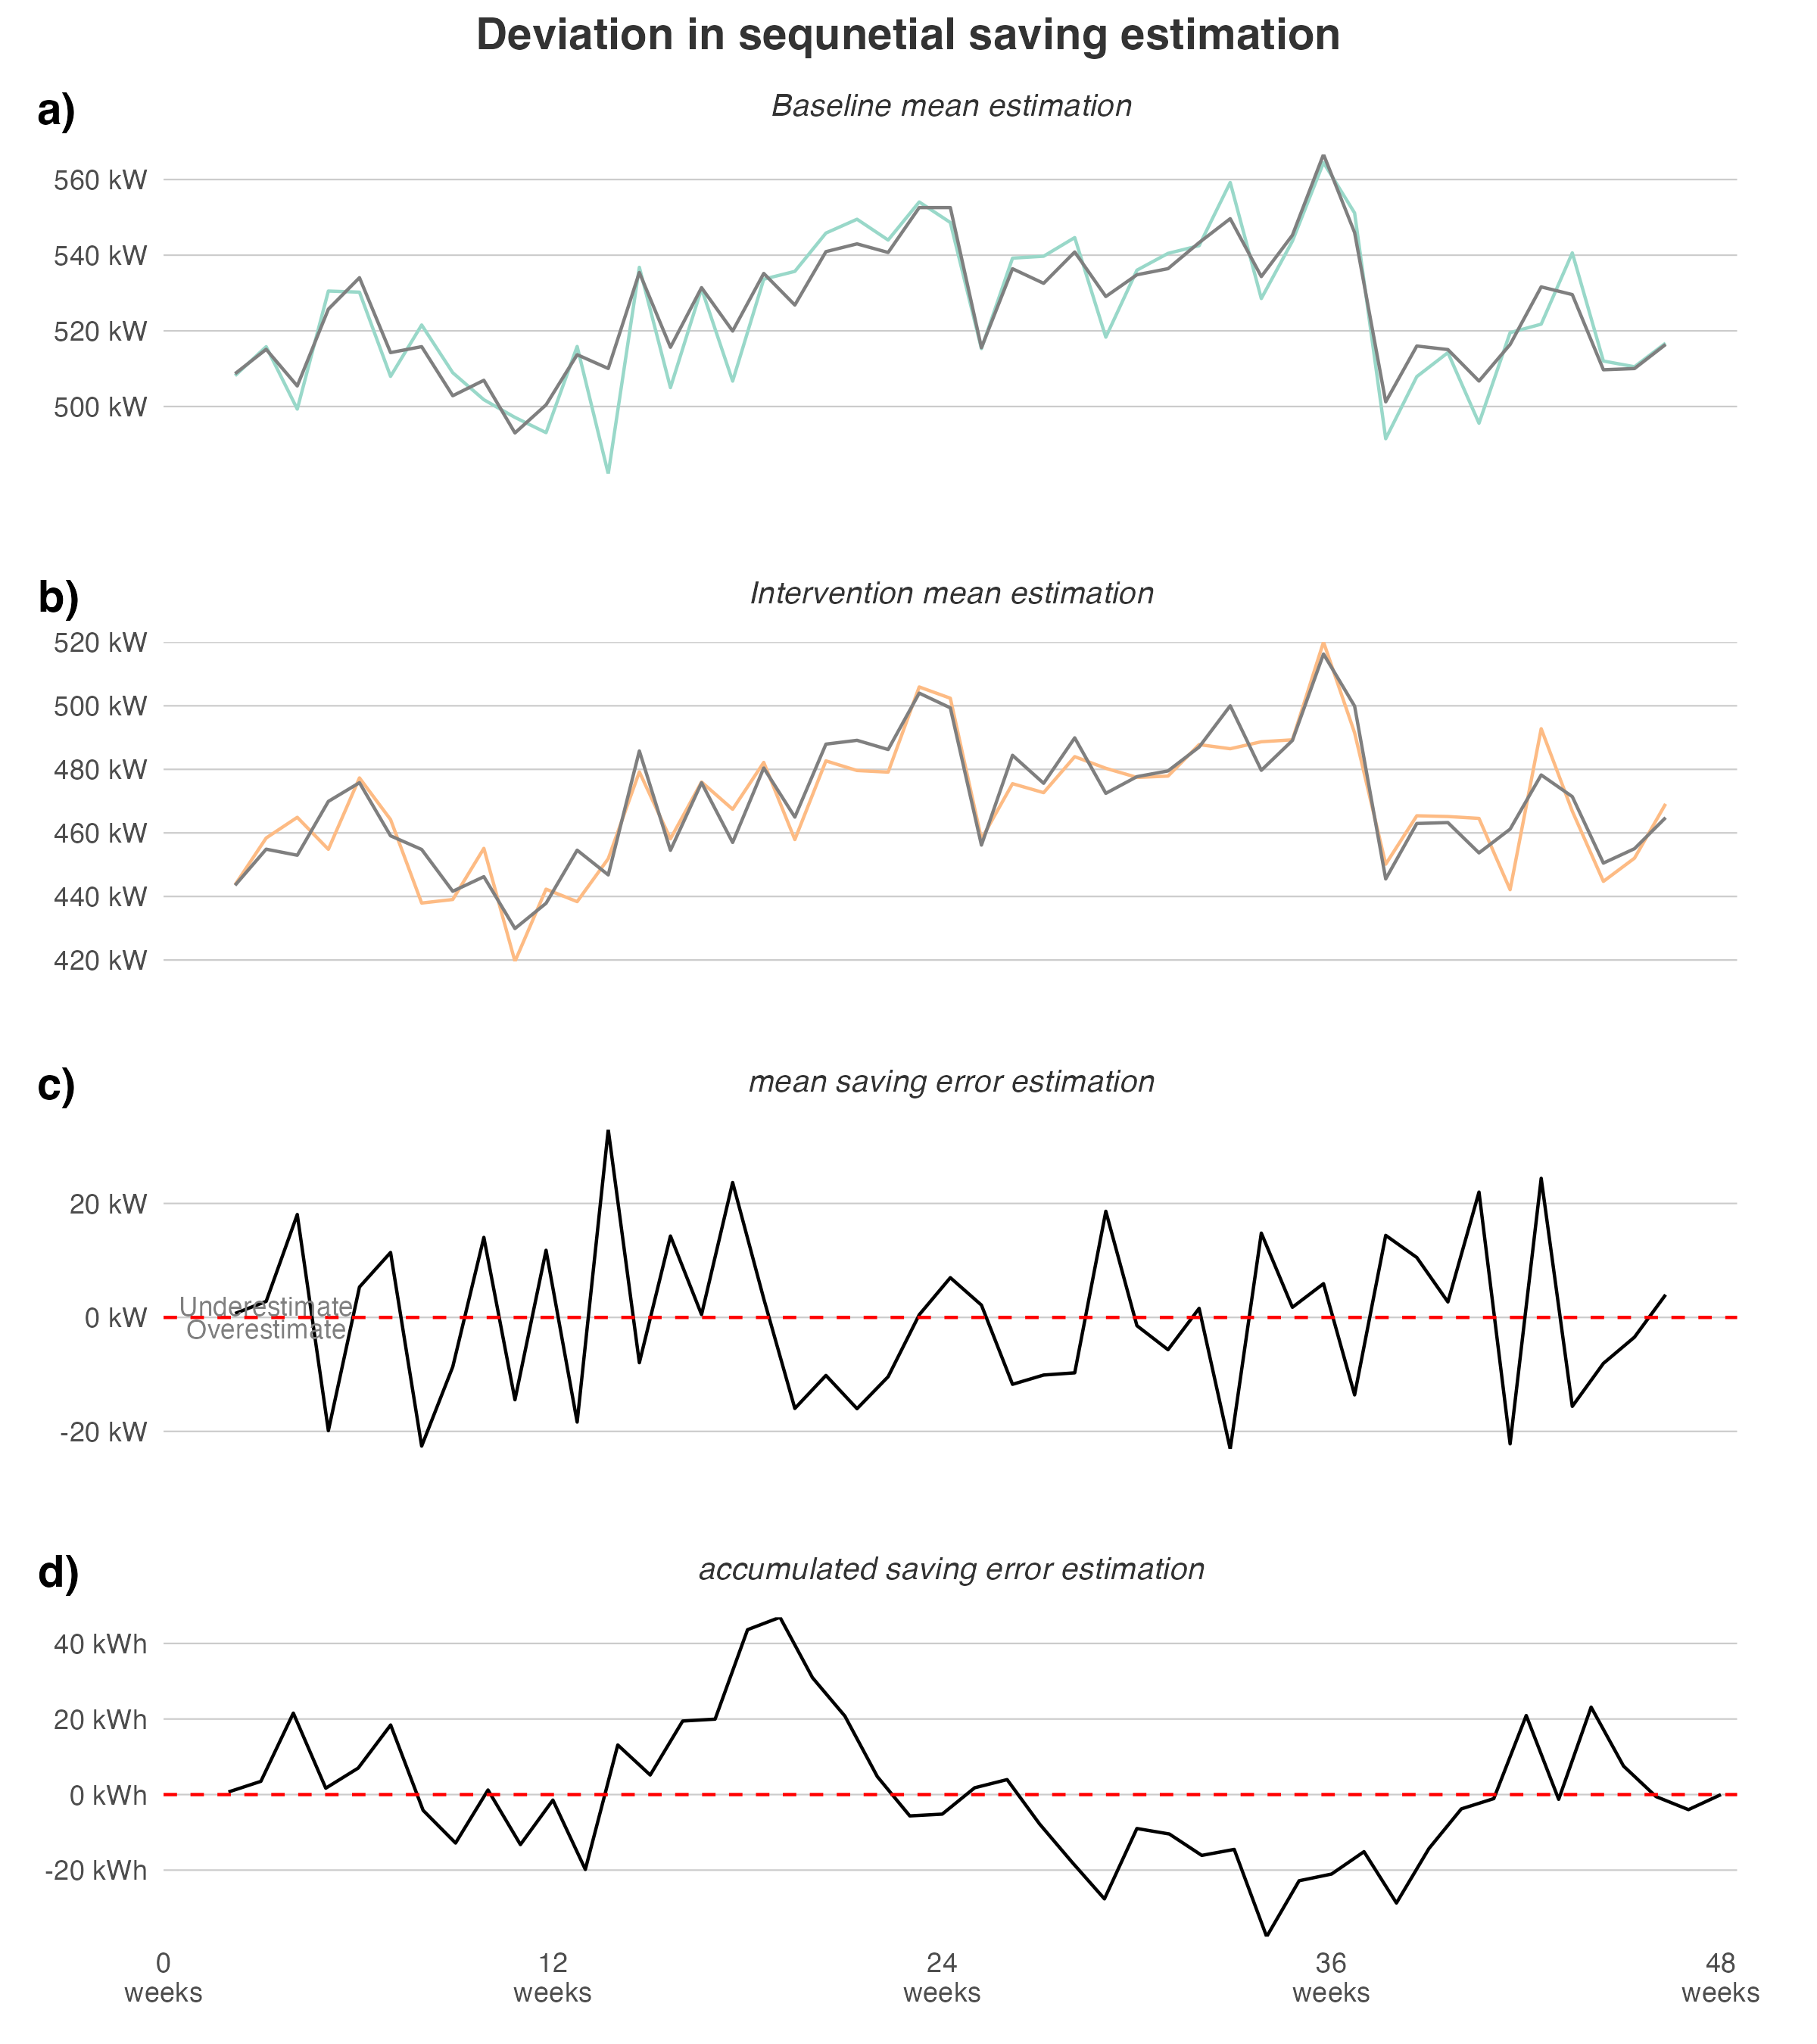 Deviation in sequnetial saving estimation
a)
Baseline mean estimation
560 kW
540 kW
520 kW
500 kW
b)
Intervention mean estimation
520 kW
500 kW
480 kW
460 kW
440 kW
420 kW
c)
mean saving error estimation
20 kW
Underestimate
0 kW
Overestimate
-20 kW
d)
accumulated saving error estimation
40 kWh
20 kWh
0 kWh
-20 kWh
0 12 24 36 48
weeks weeks weeks weeks weeks